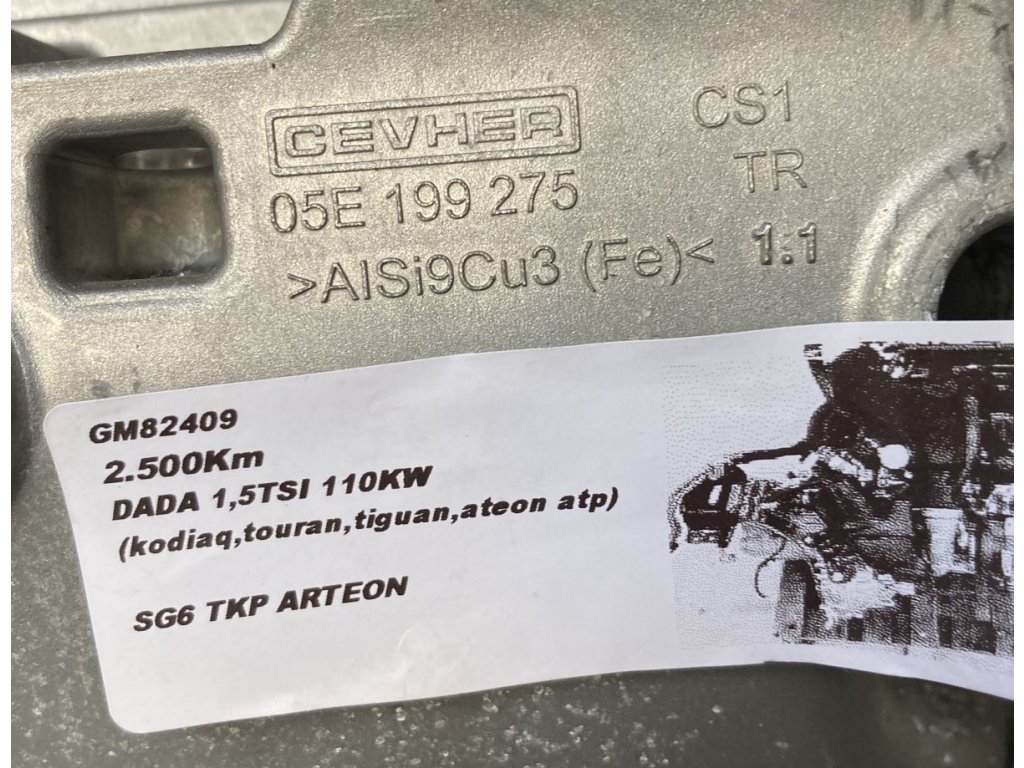 CEVHER
CS1
05E 199 275
TR
>AlSi9Cu3 (Fe)<
1:1
GM82409
2.500Km
DADA 1,5TSI 110KW
(kodiaq,touran,tiguan,ateon atp)
SG6 TKP ARTEON